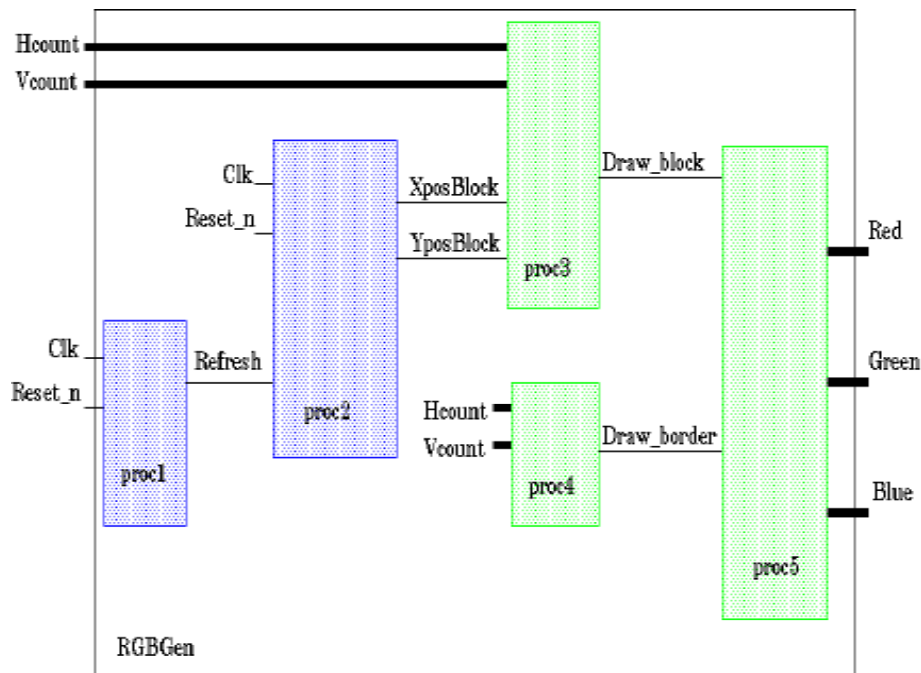 Hcount
Vcount
Clk
Reset_n
XposBlock
YposBlock
proc3
Draw_block
Red
Clk
Reset_n
Refresh
proc2
proc1
Hcount
Vcount
Draw_border
proc4
Green
Blue
proc5
RGBGen